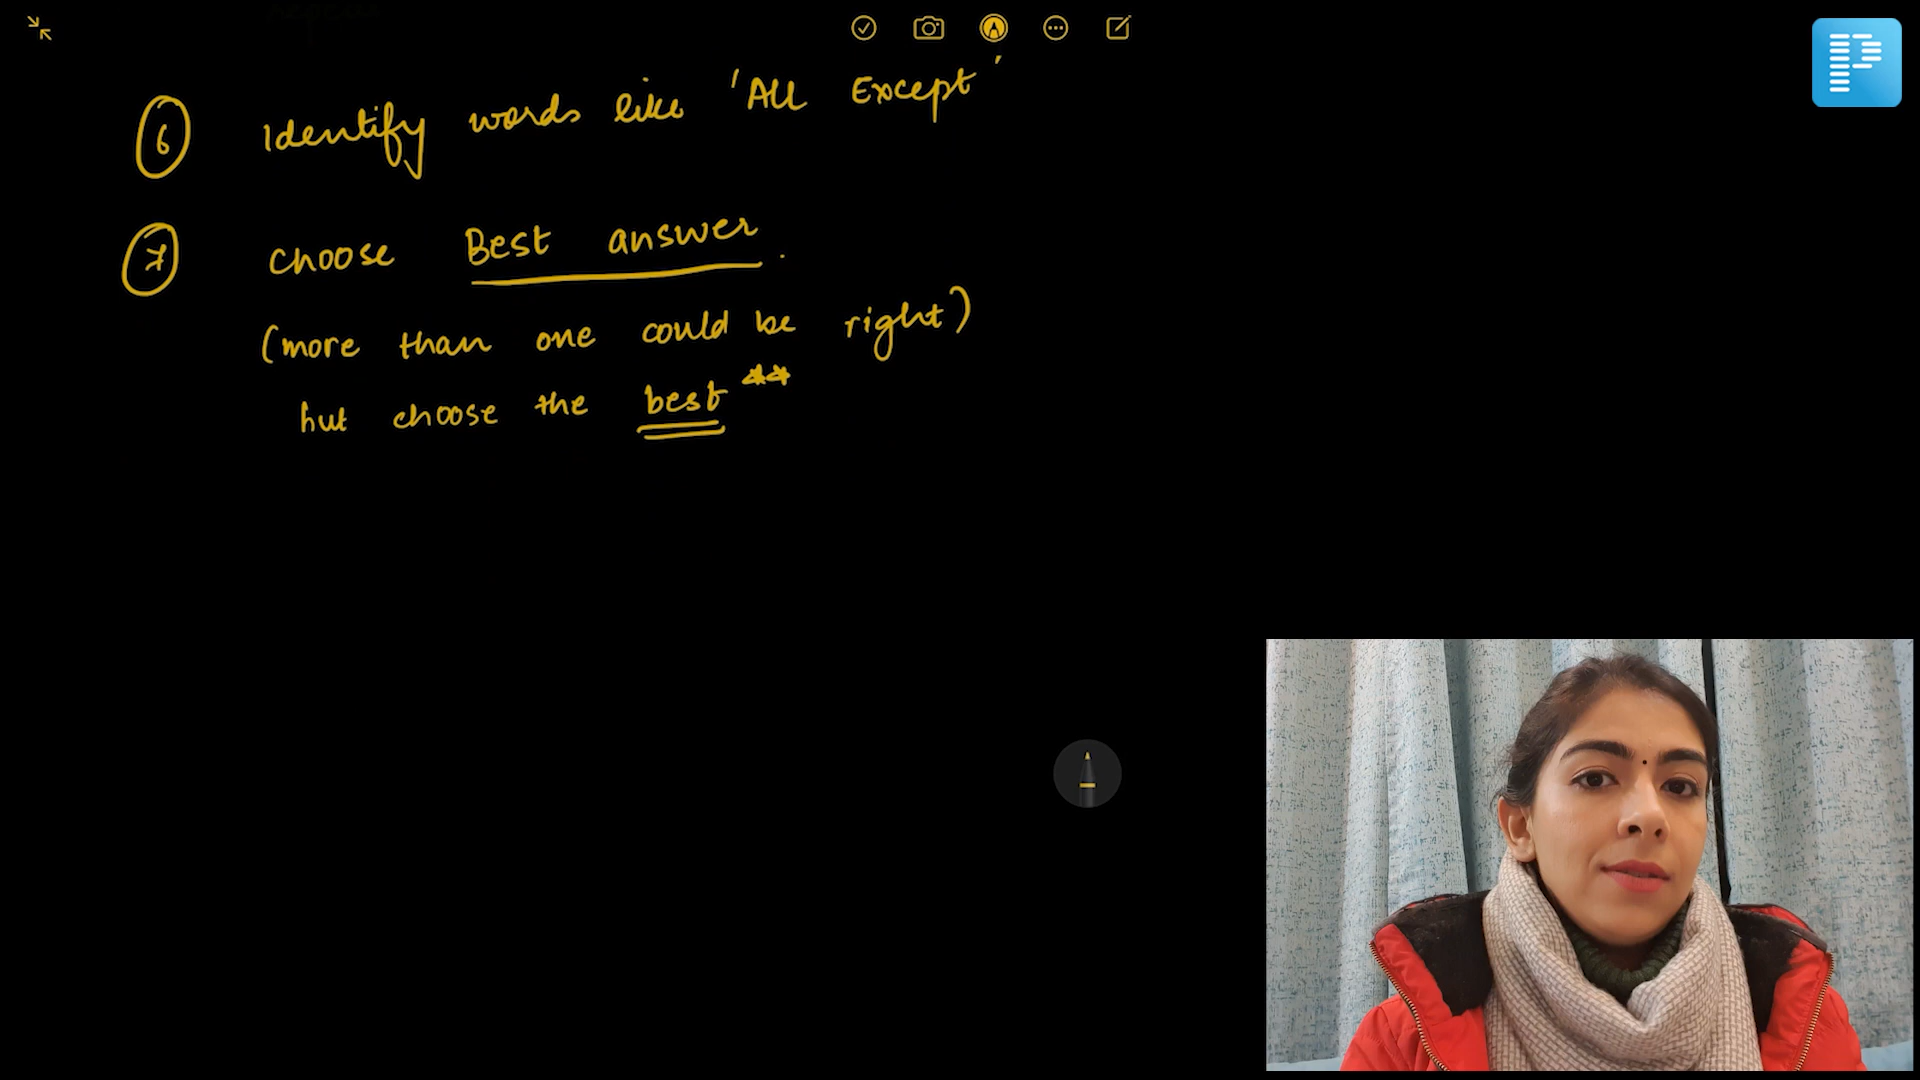 6 Identify words like 'All Except'
7 choose Best answer.
(more than one could be right)
but choose the best **
P